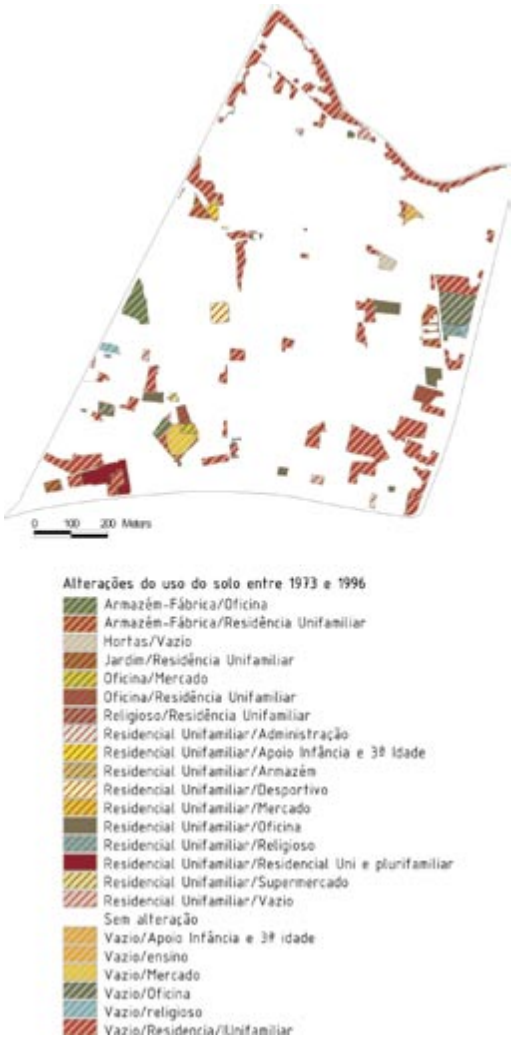 0 100 200 Meters
Alterações do uso do solo entre 1973 e 1996
Armazém-Fábrica/Oficina
Armazém-Fábrica/Residência Unifamiliar
Hortas/Vazio
Jardim/Residência Unifamiliar
Oficina/Mercado
Oficina/Residência Unifamiliar
Religioso/Residência Unifamiliar
Residencial Unifamiliar/Administração
Residencial Unifamiliar/Apoio Infância e 3ª Idade
Residencial Unifamiliar/Armazém
Residencial Unifamiliar/Desportivo
Residencial Unifamiliar/Mercado
Residencial Unifamiliar/Oficina
Residencial Unifamiliar/Religioso
Residencial Unifamiliar/Residencial Uni e plurifamiliar
Residencial Unifamiliar/Supermercado
Residencial Unifamiliar/Vazio
Sem alteração
Vazio/Apoio Infância e 3ª idade
Vazio/ensino
Vazio/Mercado
Vazio/Oficina
Vazio/religioso
Vazio/Residencia/IUnifamiliar